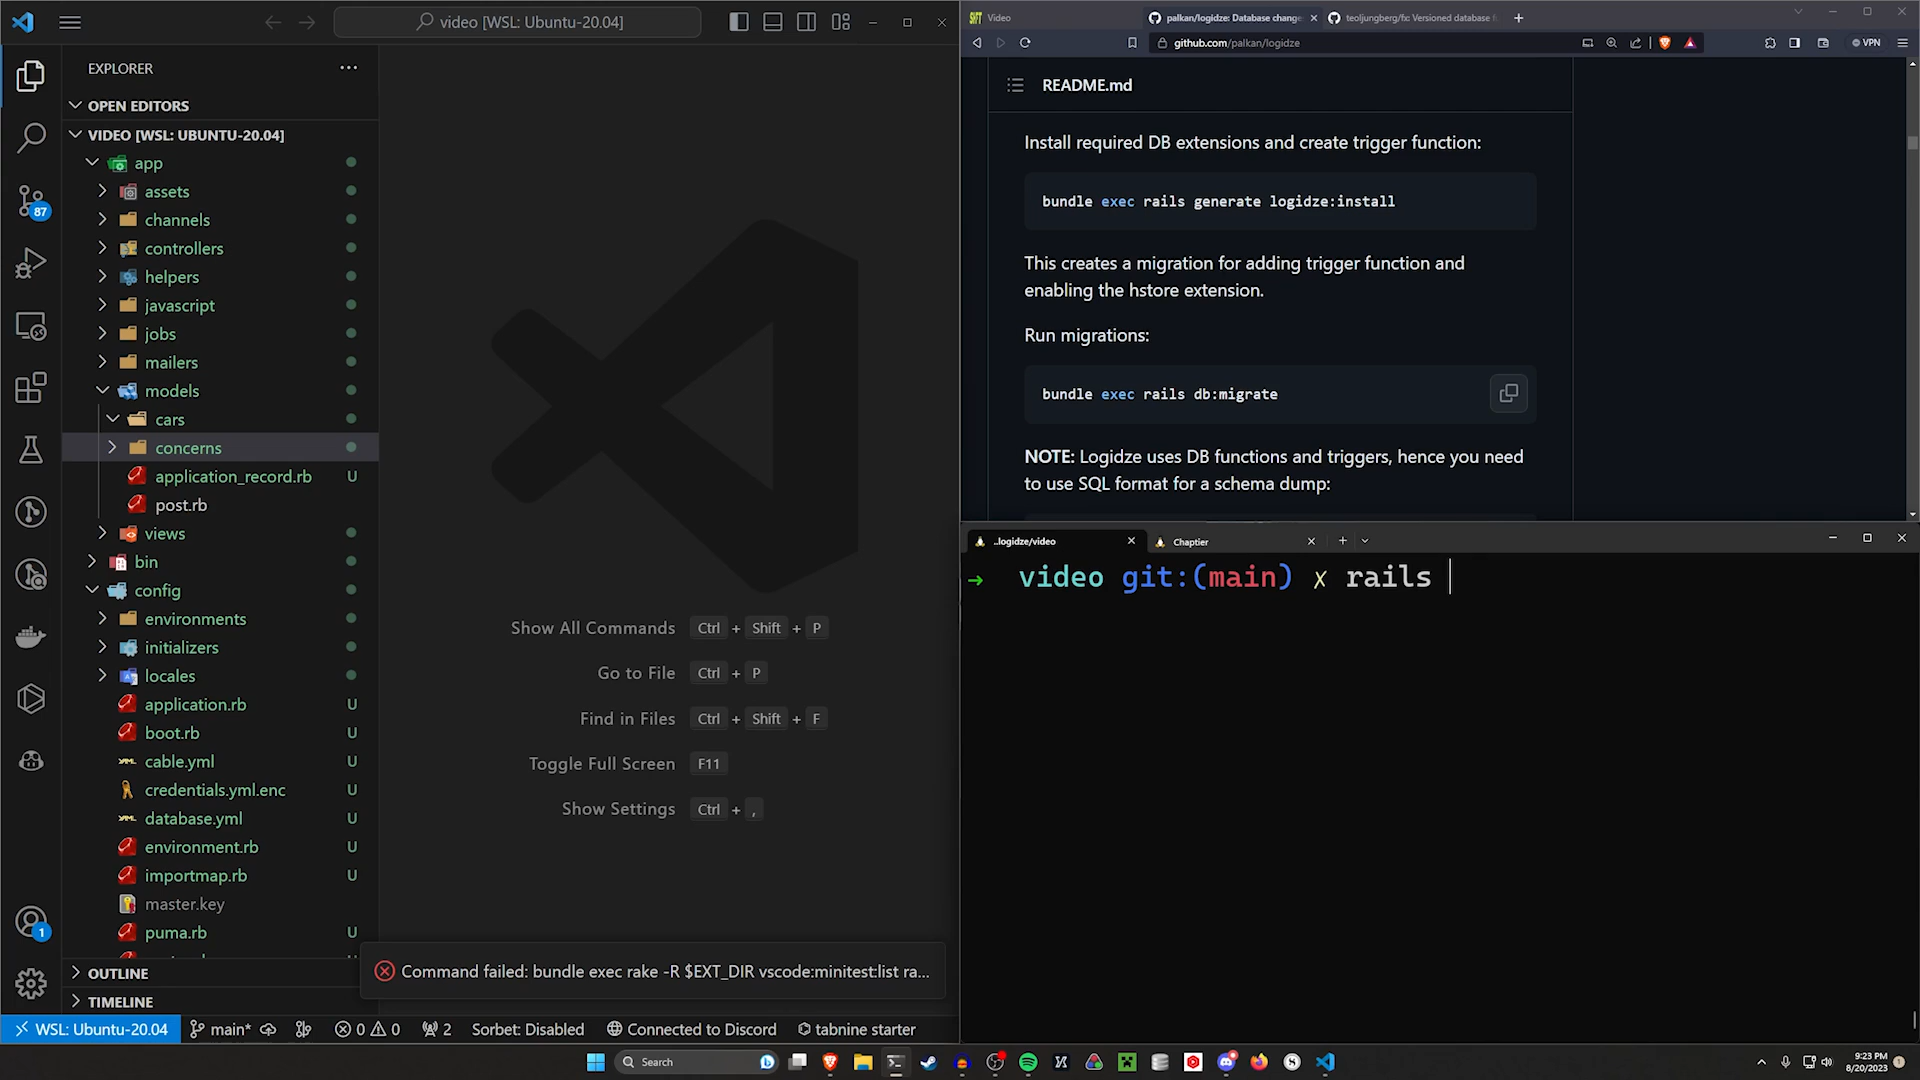 video [WSL: Ubuntu-20.04]
EXPLORER
OPEN EDITORS
VIDEO [WSL: UBUNTU-20.04]
app
assets
channels
controllers
helpers
javascript
jobs
mailers
models
cars
concerns
application_record.rb U
post.rb
views
bin
config
environments
initializers
locales
application.rb U
boot.rb U
cable.yml U
credentials.yml.enc U
database.yml U
environment.rb U
importmap.rb U
master.key
puma.rb U
OUTLINE
TIMELINE
87
1
Show All Commands Ctrl + Shift + P
Go to File Ctrl + P
Find in Files Ctrl + Shift + F
Toggle Full Screen F11
Show Settings Ctrl + ,
Command failed: bundle exec rake -R $EXT_DIR vscode:minitest:list ra...
WSL: Ubuntu-20.04 main* 0 0 2 Sorbet: Disabled Connected to Discord tabnine starter
Video palkan/logidze: Database change teoljungberg/fx: Versioned database f
github.com/palkan/logidze VPN
README.md
Install required DB extensions and create trigger function:
bundle exec rails generate logidze:install
This creates a migration for adding trigger function and
enabling the hstore extension.
Run migrations:
bundle exec rails db:migrate
NOTE: Logidze uses DB functions and triggers, hence you need
to use SQL format for a schema dump:
..logidze/video Chaptier
→ video git:(main) ✗ rails
Search
9:23 PM
8/20/2023